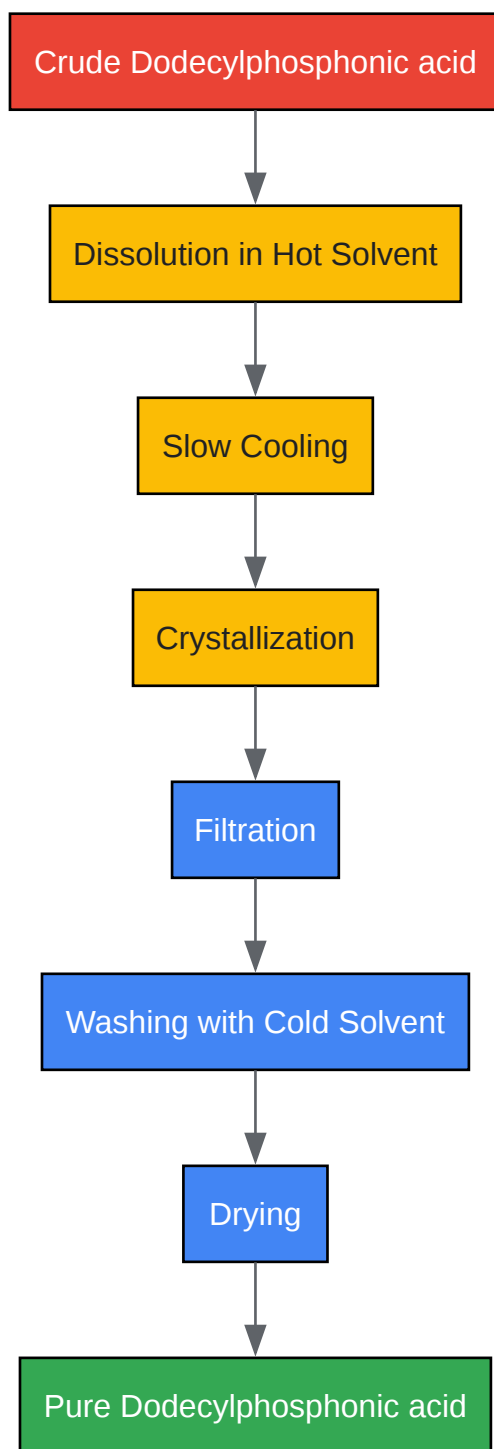 Crude Dodecylphosphonic acid
Dissolution in Hot Solvent
Slow Cooling
Crystallization
Filtration
Washing with Cold Solvent
Drying
Pure Dodecylphosphonic acid